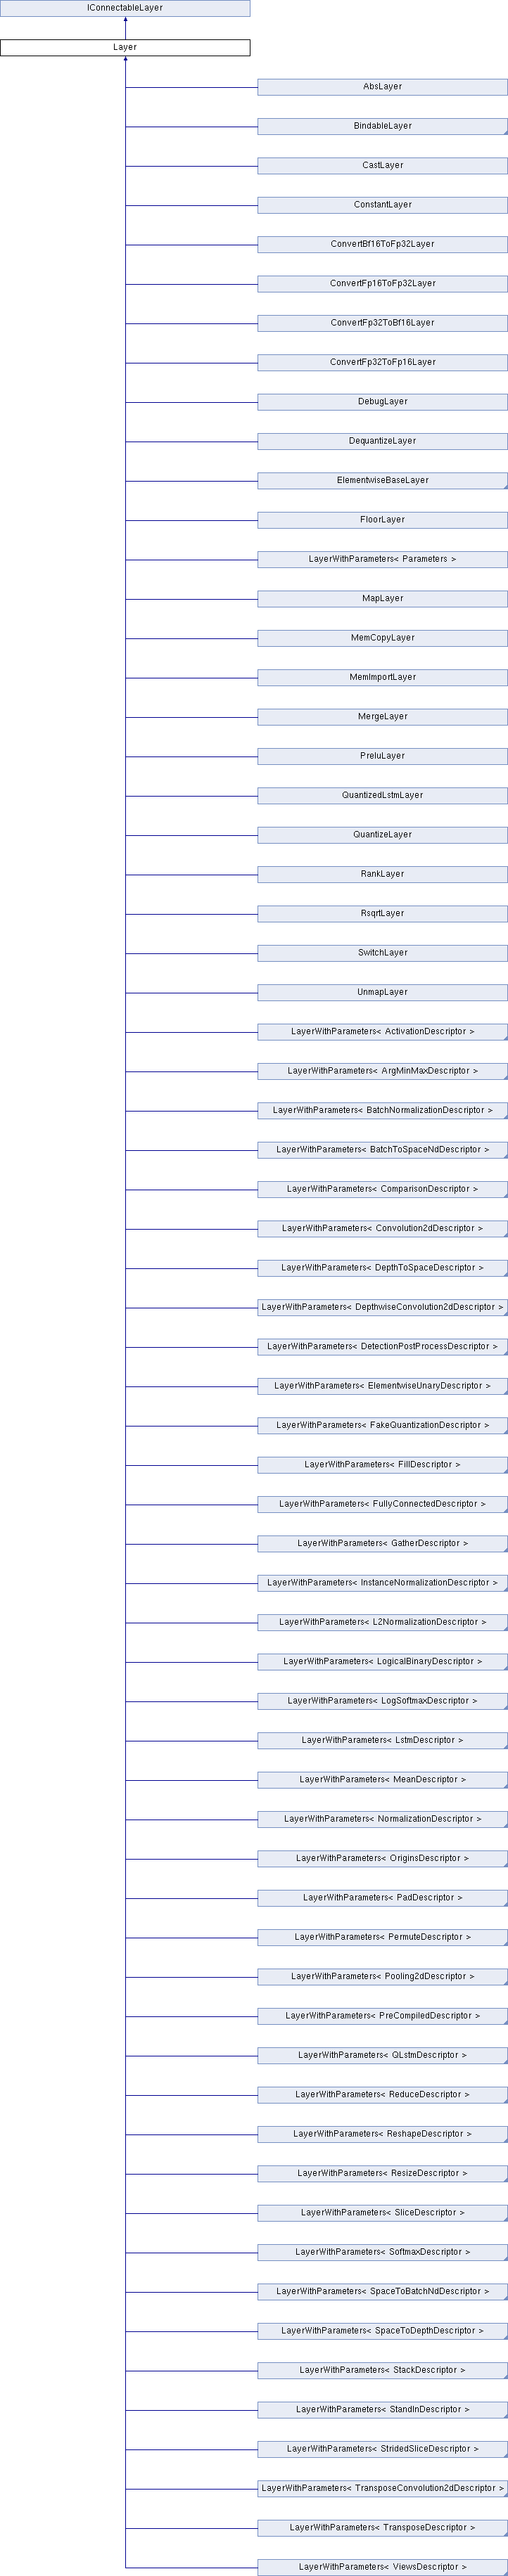 IConnectableLayer
Layer
AbsLayer
BindableLayer
CastLayer
ConstantLayer
ConvertBf16ToFp32Layer
ConvertFp16ToFp32Layer
ConvertFp32ToBf16Layer
ConvertFp32ToFp16Layer
DebugLayer
DequantizeLayer
ElementwiseBaseLayer
FloorLayer
LayerWithParameters< Parameters >
MapLayer
MemCopyLayer
MemImportLayer
MergeLayer
PreluLayer
QuantizedLstmLayer
QuantizeLayer
RankLayer
RsqrtLayer
SwitchLayer
UnmapLayer
LayerWithParameters< ActivationDescriptor >
LayerWithParameters< ArgMinMaxDescriptor >
LayerWithParameters< BatchNormalizationDescriptor >
LayerWithParameters< BatchToSpaceNdDescriptor >
LayerWithParameters< ComparisonDescriptor >
LayerWithParameters< Convolution2dDescriptor >
LayerWithParameters< DepthToSpaceDescriptor >
LayerWithParameters< DepthwiseConvolution2dDescriptor >
LayerWithParameters< DetectionPostProcessDescriptor >
LayerWithParameters< ElementwiseUnaryDescriptor >
LayerWithParameters< FakeQuantizationDescriptor >
LayerWithParameters< FillDescriptor >
LayerWithParameters< FullyConnectedDescriptor >
LayerWithParameters< GatherDescriptor >
LayerWithParameters< InstanceNormalizationDescriptor >
LayerWithParameters< L2NormalizationDescriptor >
LayerWithParameters< LogicalBinaryDescriptor >
LayerWithParameters< LogSoftmaxDescriptor >
LayerWithParameters< LstmDescriptor >
LayerWithParameters< MeanDescriptor >
LayerWithParameters< NormalizationDescriptor >
LayerWithParameters< OriginsDescriptor >
LayerWithParameters< PadDescriptor >
LayerWithParameters< PermuteDescriptor >
LayerWithParameters< Pooling2dDescriptor >
LayerWithParameters< PreCompiledDescriptor >
LayerWithParameters< QLstmDescriptor >
LayerWithParameters< ReduceDescriptor >
LayerWithParameters< ReshapeDescriptor >
LayerWithParameters< ResizeDescriptor >
LayerWithParameters< SliceDescriptor >
LayerWithParameters< SoftmaxDescriptor >
LayerWithParameters< SpaceToBatchNdDescriptor >
LayerWithParameters< SpaceToDepthDescriptor >
LayerWithParameters< StackDescriptor >
LayerWithParameters< StandInDescriptor >
LayerWithParameters< StridedSliceDescriptor >
LayerWithParameters< TransposeConvolution2dDescriptor >
LayerWithParameters< TransposeDescriptor >
LayerWithParameters< ViewsDescriptor >